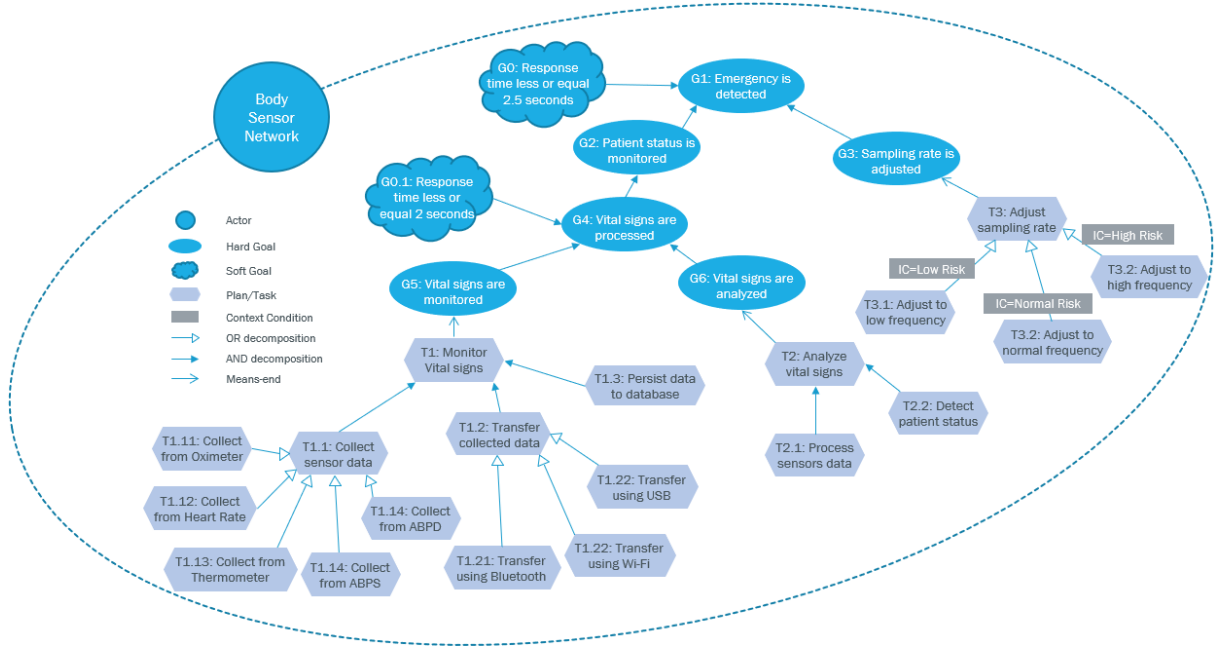 Body
Sensor
Network
G0: Response
time less or equal
2.5 seconds
G1: Emergency is
detected
G2: Patient status is
monitored
G3: Sampling rate is
adjusted
G0.1: Response
time less or
equal 2 seconds
G4: Vital signs are
processed
T3: Adjust
sampling rate
IC=High Risk
Actor
Hard Goal
Soft Goal
Plan/Task
Context Condition
OR decomposition
AND decomposition
Means-end
G5: Vital signs are
monitored
G6: Vital signs are
analyzed
IC=Low Risk
T3.2: Adjust to
high frequency
T3.1: Adjust to
low frequency
IC=Normal Risk
T3.2: Adjust to
normal frequency
T1: Monitor
Vital signs
T2: Analyze
vital signs
T1.3: Persist data
to database
T2.2: Detect
patient status
T1.11: Collect
from Oximeter
T1.1: Collect
sensor data
T1.2: Transfer
collected data
T2.1: Process
sensors data
T1.12: Collect
from Heart Rate
T1.14: Collect
from ABPD
T1.22: Transfer
using USB
T1.13: Collect from
Thermometer
T1.14: Collect
from ABPS
T1.21: Transfer
using Bluetooth
T1.22: Transfer
using Wi-Fi